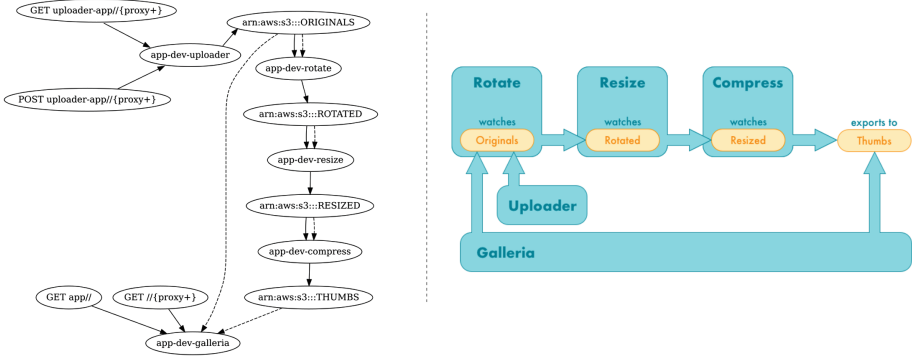 GET uploader-app//{proxy+}
arn:aws:s3:::ORIGINALS
app-dev-uploader
app-dev-rotate
POST uploader-app//{proxy+}
arn:aws:s3:::ROTATED
app-dev-resize
arn:aws:s3:::RESIZED
app-dev-compress
GET app//
GET //{proxy+}
arn:aws:s3:::THUMBS
app-dev-galleria
Rotate
Resize
Compress
watches
watches
watches
exports to
Originals
Rotated
Resized
Thumbs
Uploader
Galleria